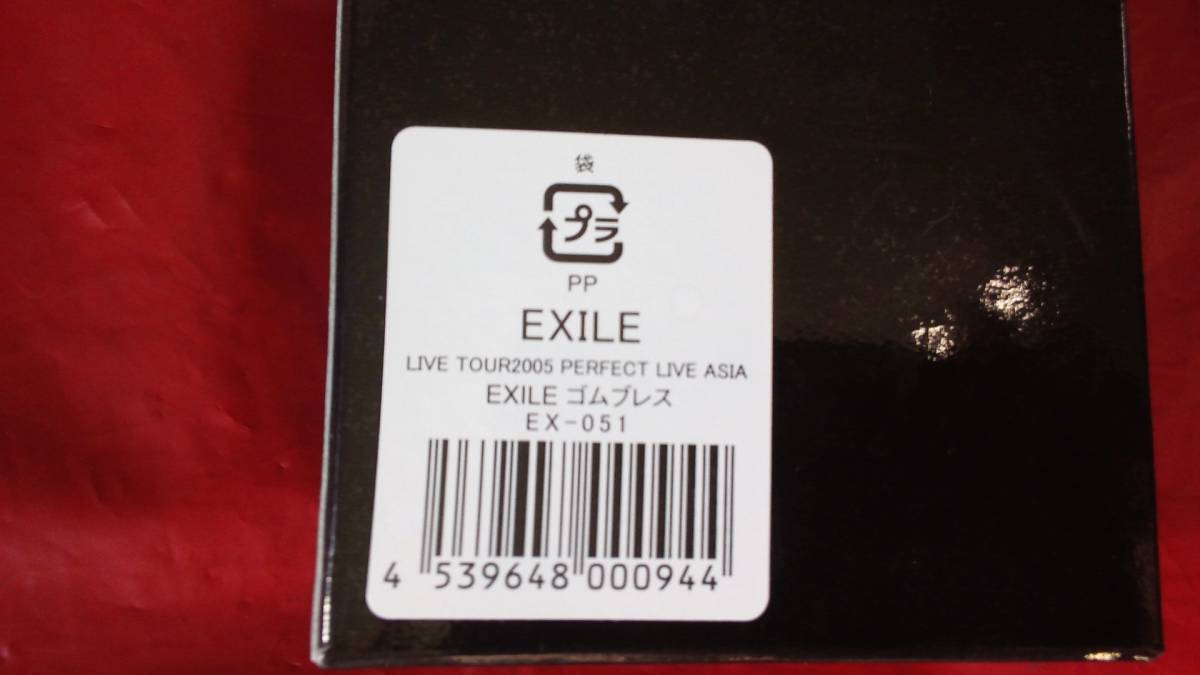 袋
プラ
PP
EXILE
LIVE TOUR2005 PERFECT LIVE ASIA
EXILE ゴムブレス
EX-051
4 539648 000944